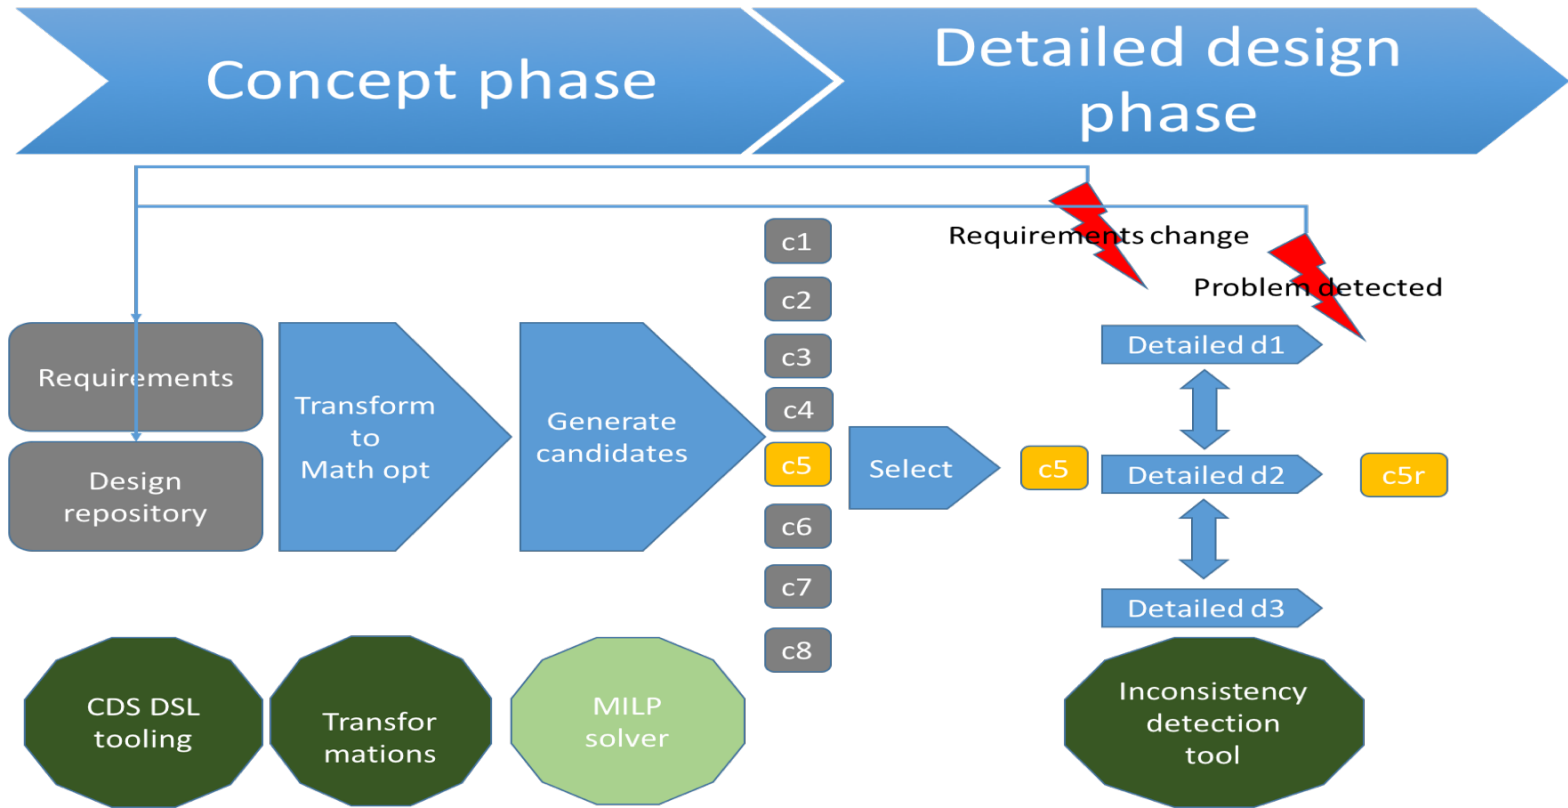 Concept phase
Detailed design
phase
Requirements change
Problem detected
Requirements
Design
repository
Transform
to
Math opt
Generate
candidates
c1
c2
c3
c4
c5
c6
c7
c8
Select
c5
Detailed d1
Detailed d2
Detailed d3
c5r
CDS DSL
tooling
Transfor
mations
MILP
solver
Inconsistency
detection
tool